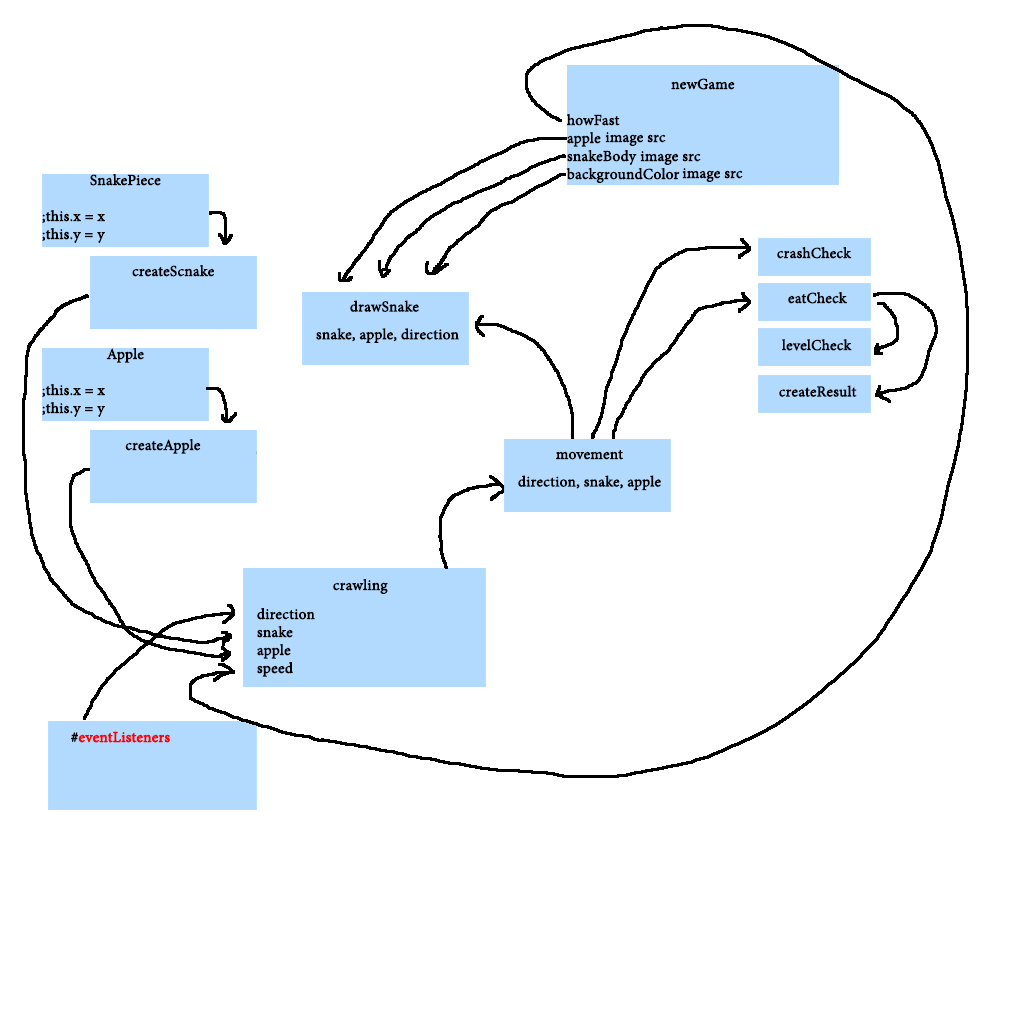 newGame
howFast
apple image src
snakeBody image src
backgroundColor image src
SnakePiece
;this.x = x
;this.y = y
createScnake
Apple
;this.x = x
;this.y = y
createApple
drawSnake
snake, apple, direction
crashCheck
eatCheck
levelCheck
createResult
movement
direction, snake, apple
crawling
direction
snake
apple
speed
#eventListeners